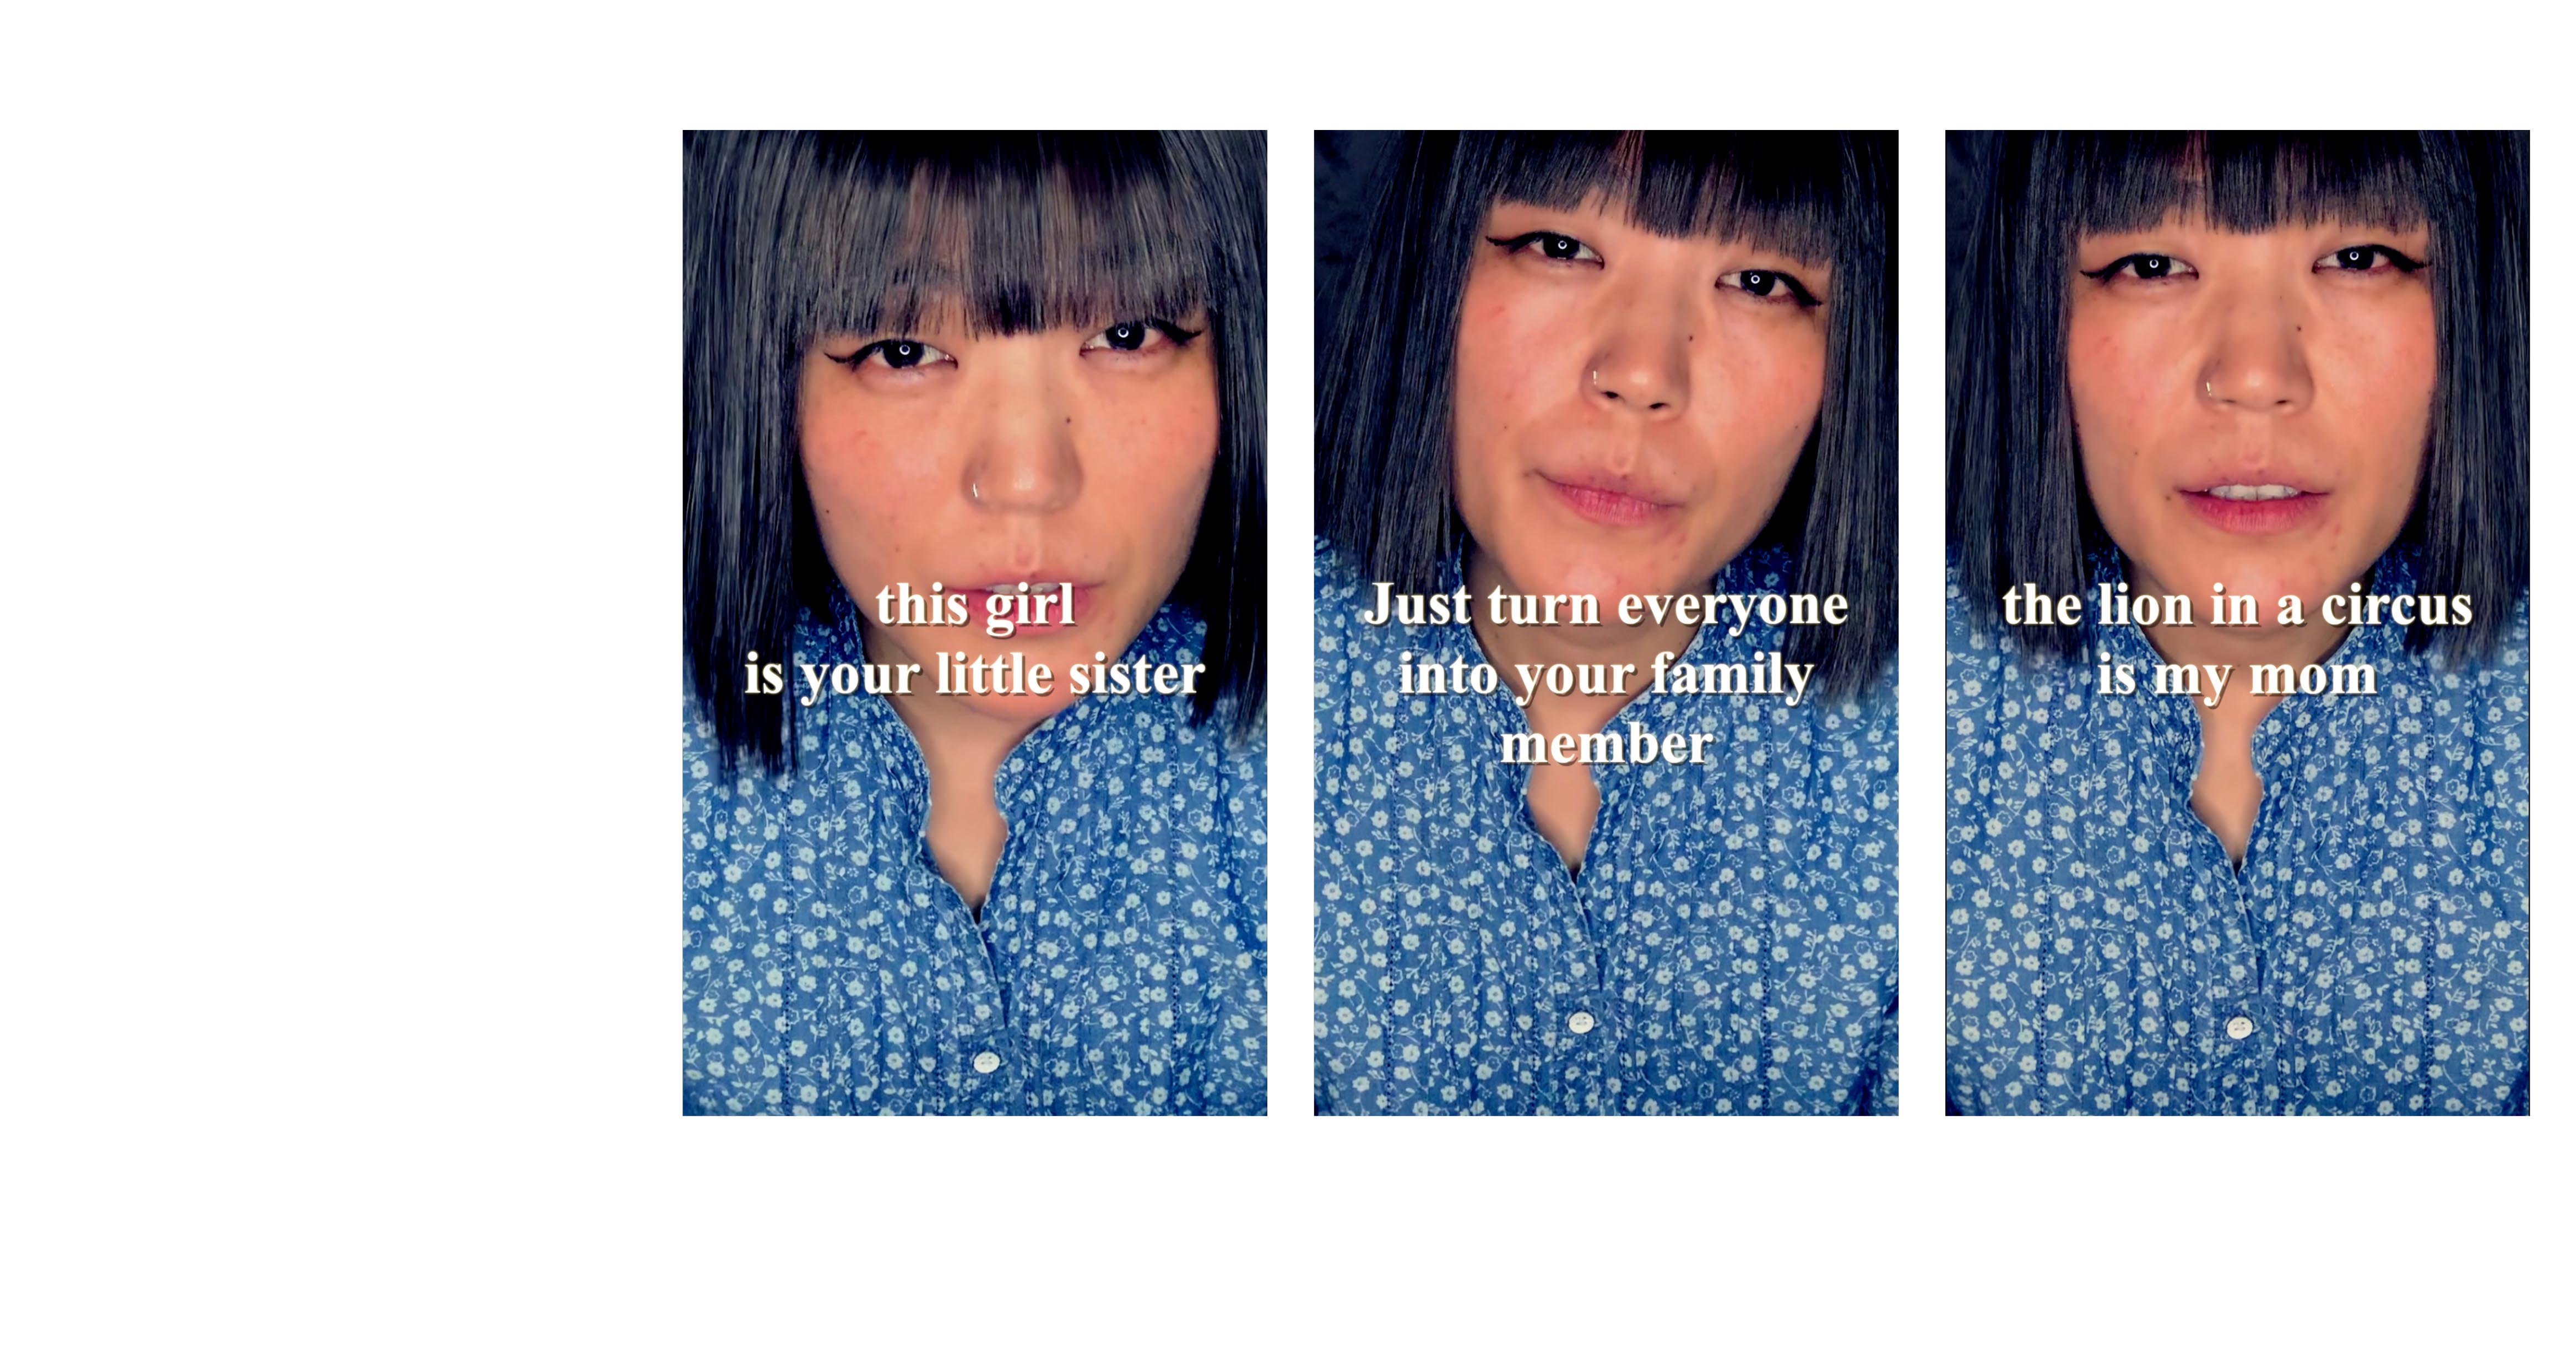 this girl
is your little sister
Just turn everyone
into your family
member
the lion in a circus
is my mom